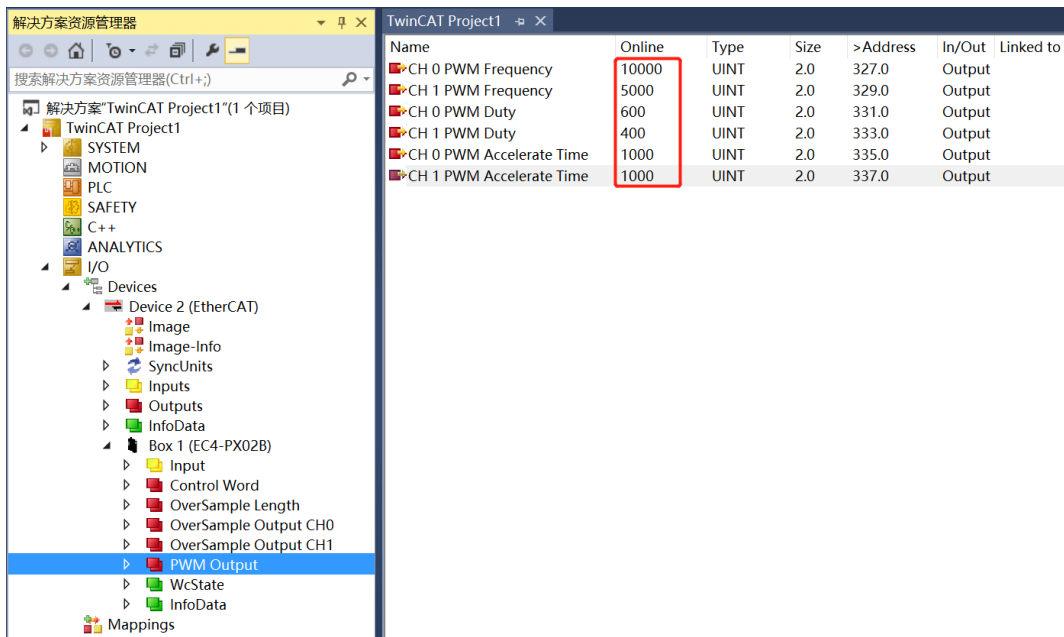 解决方案资源管理器
搜索解决方案资源管理器(Ctrl+;)
解决方案"TwinCAT Project1"(1 个项目)
TwinCAT Project1
SYSTEM
MOTION
PLC
SAFETY
C++
ANALYTICS
I/O
Devices
Device 2 (EtherCAT)
Image
Image-Info
SyncUnits
Inputs
Outputs
InfoData
Box 1 (EC4-PX02B)
Input
Control Word
OverSample Length
OverSample Output CH0
OverSample Output CH1
PWM Output
WcState
InfoData
Mappings
TwinCAT Project1
Name Online Type Size >Address In/Out Linked to
CH 0 PWM Frequency 10000 UINT 2.0 327.0 Output
CH 1 PWM Frequency 5000 UINT 2.0 329.0 Output
CH 0 PWM Duty 600 UINT 2.0 331.0 Output
CH 1 PWM Duty 400 UINT 2.0 333.0 Output
CH 0 PWM Accelerate Time 1000 UINT 2.0 335.0 Output
CH 1 PWM Accelerate Time 1000 UINT 2.0 337.0 Output